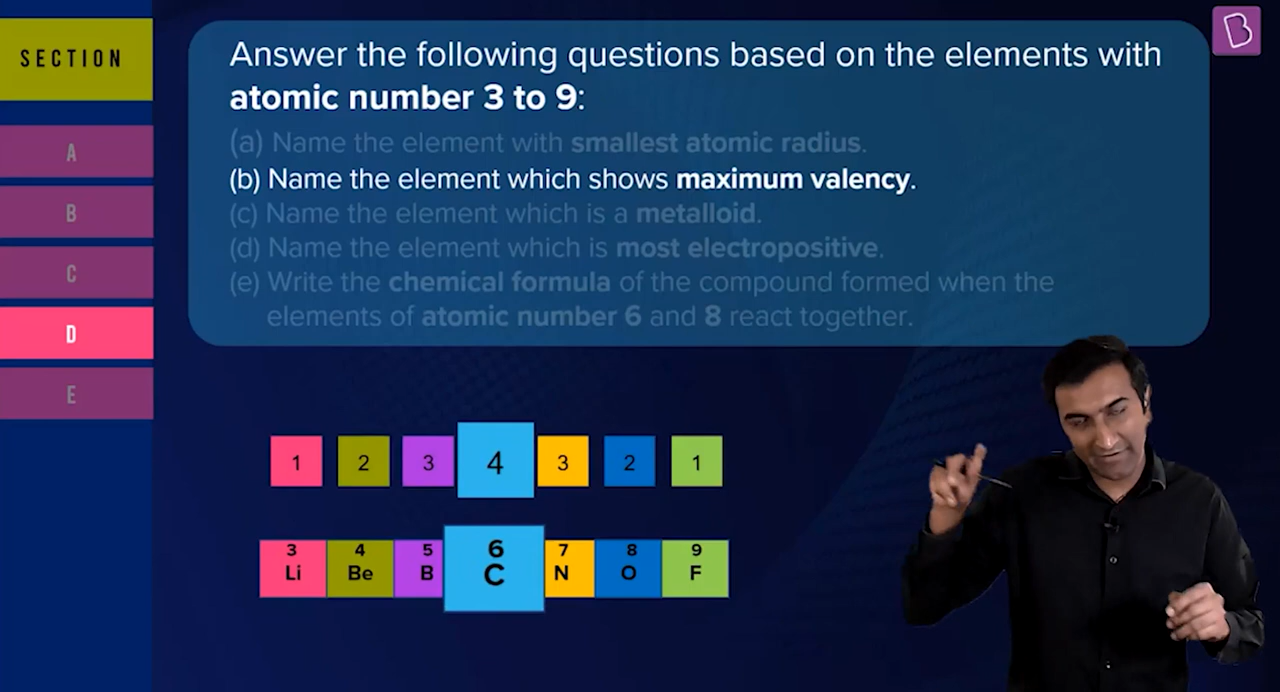 SECTION
A
B
C
D
E
Answer the following questions based on the elements with
atomic number 3 to 9:
(a) Name the element with smallest atomic radius.
(b) Name the element which shows maximum valency.
(c) Name the element which is a metalloid.
(d) Name the element which is most electropositive.
(e) Write the chemical formula of the compound formed when the
elements of atomic number 6 and 8 react together.
B
1 2 3 4 3 2 1
3 4 5 6 7 8 9
Li Be B C N O F